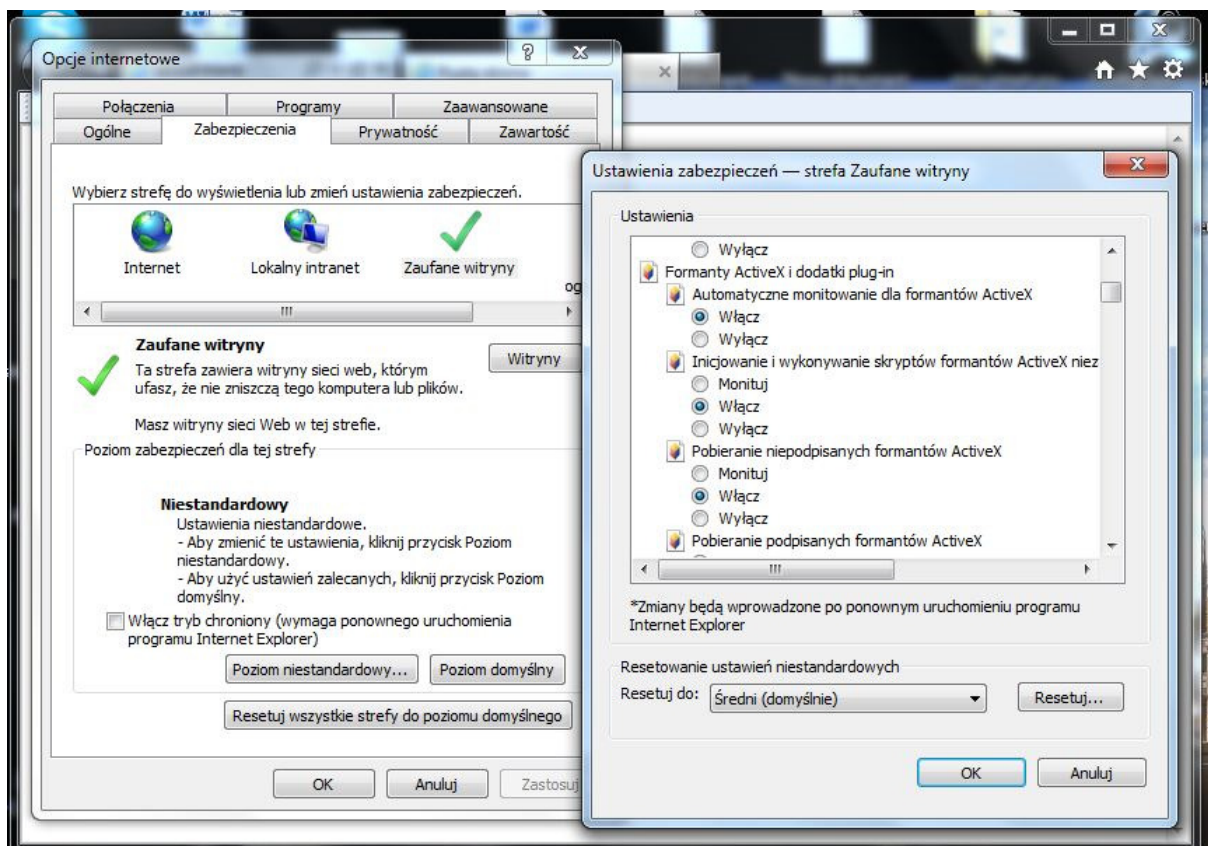 Opcje internetowe
Połączenia Programy Zaawansowane
Ogólne Zabezpieczenia Prywatność Zawartość
Wybierz strefę do wyświetlenia lub zmień ustawienia zabezpieczeń.
Internet Lokalny intranet Zaufane witryny
og
Zaufane witryny
Witryny
Ta strefa zawiera witryny sieci web, którym
ufasz, że nie zniszczą tego komputera lub plików.
Masz witryny sieci Web w tej strefie.
Poziom zabezpieczeń dla tej strefy
Niestandardowy
Ustawienia niestandardowe.
- Aby zmienić te ustawienia, kliknij przycisk Poziom
niestandardowy.
- Aby użyć ustawień zalecanych, kliknij przycisk Poziom
domyślny.
Włącz tryb chroniony (wymaga ponownego uruchomienia
programu Internet Explorer)
Poziom niestandardowy... Poziom domyślny
Resetuj wszystkie strefy do poziomu domyślnego
OK Anuluj Zastosuj
Ustawienia zabezpieczeń — strefa Zaufane witryny
Ustawienia
Wyłącz
Formanty ActiveX i dodatki plug-in
Automatyczne monitowanie dla formantów ActiveX
Włącz
Wyłącz
Inicjowanie i wykonywanie skryptów formantów ActiveX niez
Monituj
Włącz
Wyłącz
Pobieranie niepodpisanych formantów ActiveX
Monituj
Włącz
Wyłącz
Pobieranie podpisanych formantów ActiveX
*Zmiany będą wprowadzone po ponownym uruchomieniu programu
Internet Explorer
Resetowanie ustawień niestandardowych
Resetuj do: Średni (domyślnie) Resetuj...
OK Anuluj